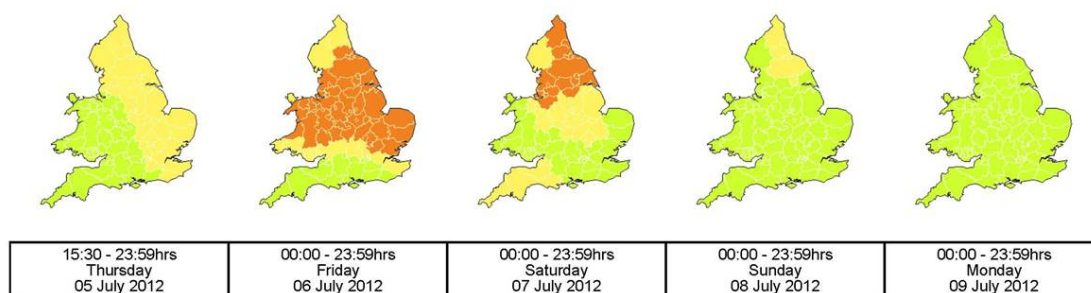 15:30 - 23:59hrs
Thursday
05 July 2012
00:00 - 23:59hrs
Friday
06 July 2012
00:00 - 23:59hrs
Saturday
07 July 2012
00:00 - 23:59hrs
Sunday
08 July 2012
00:00 - 23:59hrs
Monday
09 July 2012